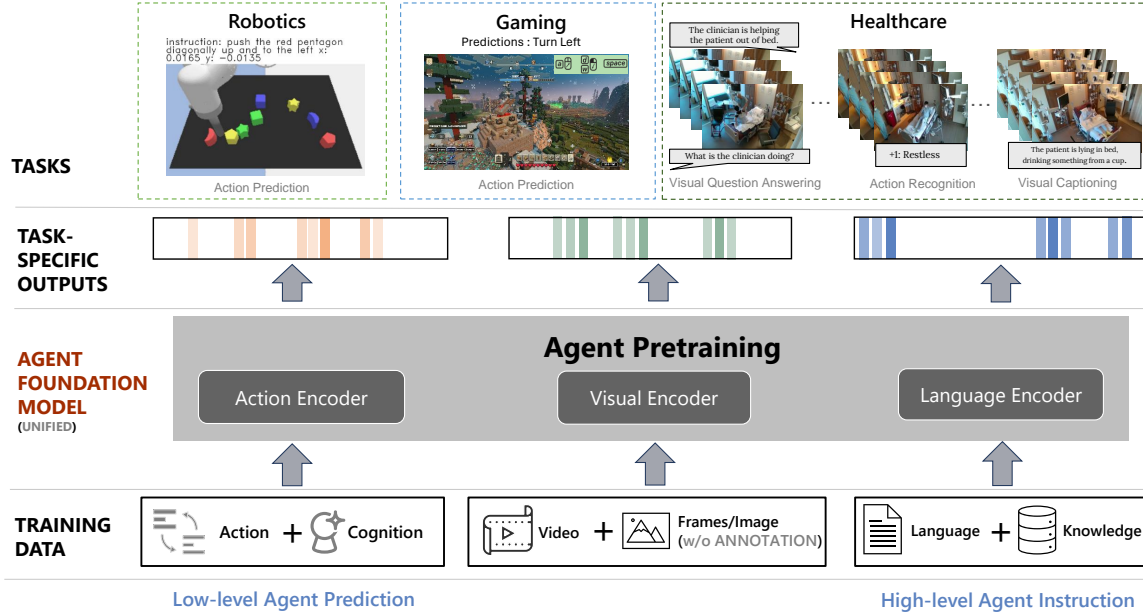 Robotics
instruction: push the red pentagon
diagonally up and to the left x:
0.0165 y: -0.0135
Action Prediction
Gaming
Predictions : Turn Left
a
d
w
space
Action Prediction
Healthcare
The clinician is helping
the patient out of bed.
What is the clinician doing?
Visual Question Answering
...
+1: Restless
Action Recognition
...
The patient is lying in bed,
drinking something from a cup.
Visual Captioning
TASKS
TASK-
SPECIFIC
OUTPUTS
AGENT
FOUNDATION
MODEL
(UNIFIED)
Agent Pretraining
Action Encoder
Visual Encoder
Language Encoder
TRAINING
DATA
Action + Cognition
Video + Frames/Image
(w/o ANNOTATION)
Language + Knowledge
Low-level Agent Prediction
High-level Agent Instruction